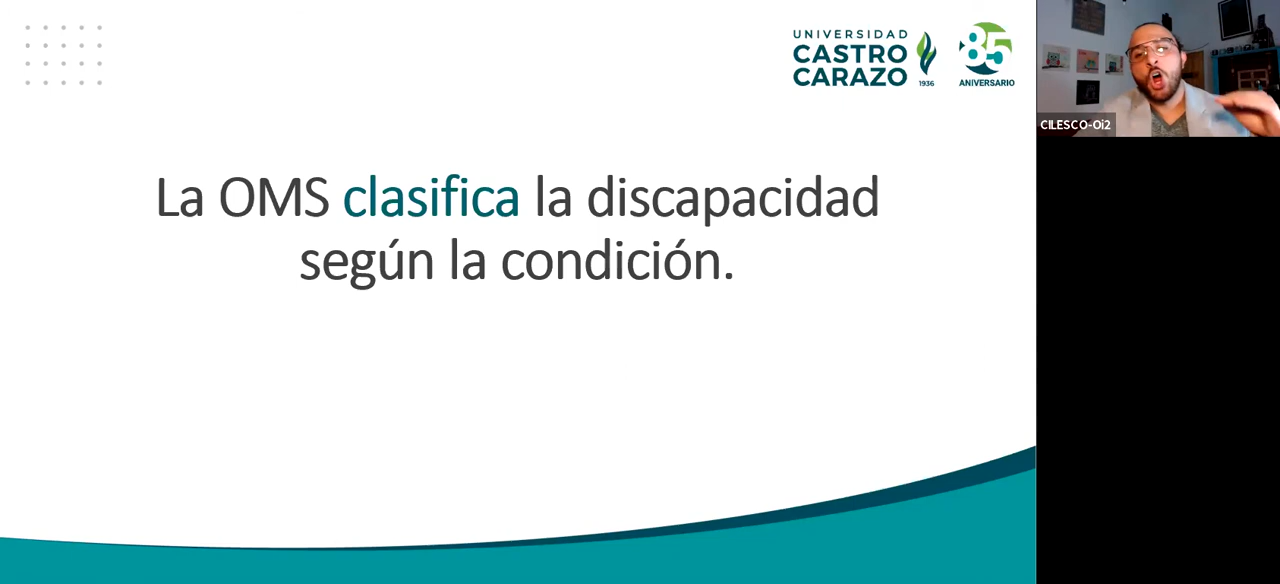 UNIVERSIDAD
CASTRO
CARAZO
1936
85
ANIVERSARIO
CILESCO-Oi2
La OMS clasifica la discapacidad
según la condición.